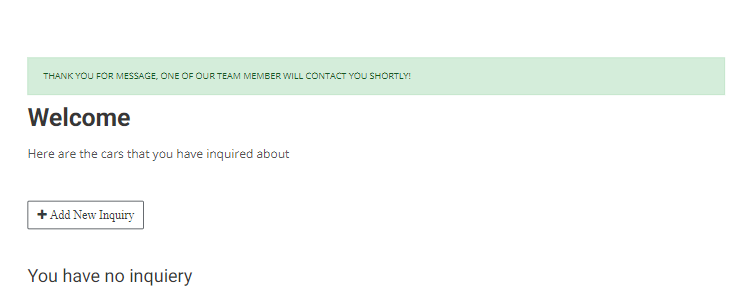 THANK YOU FOR MESSAGE, ONE OF OUR TEAM MEMBER WILL CONTACT YOU SHORTLY!
Welcome
Here are the cars that you have inquired about
+ Add New Inquiry
You have no inquiery